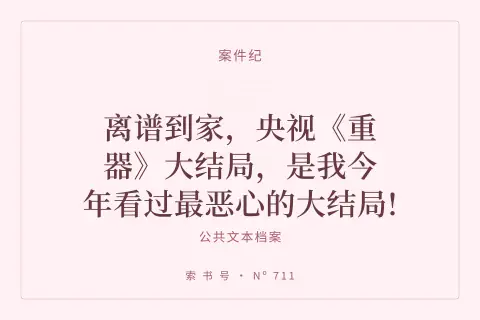 案件纪
离谱到家，央视《重
器》大结局，是我今
年看过最恶心的大结局!
公共文本档案
索书号 · Nº 711